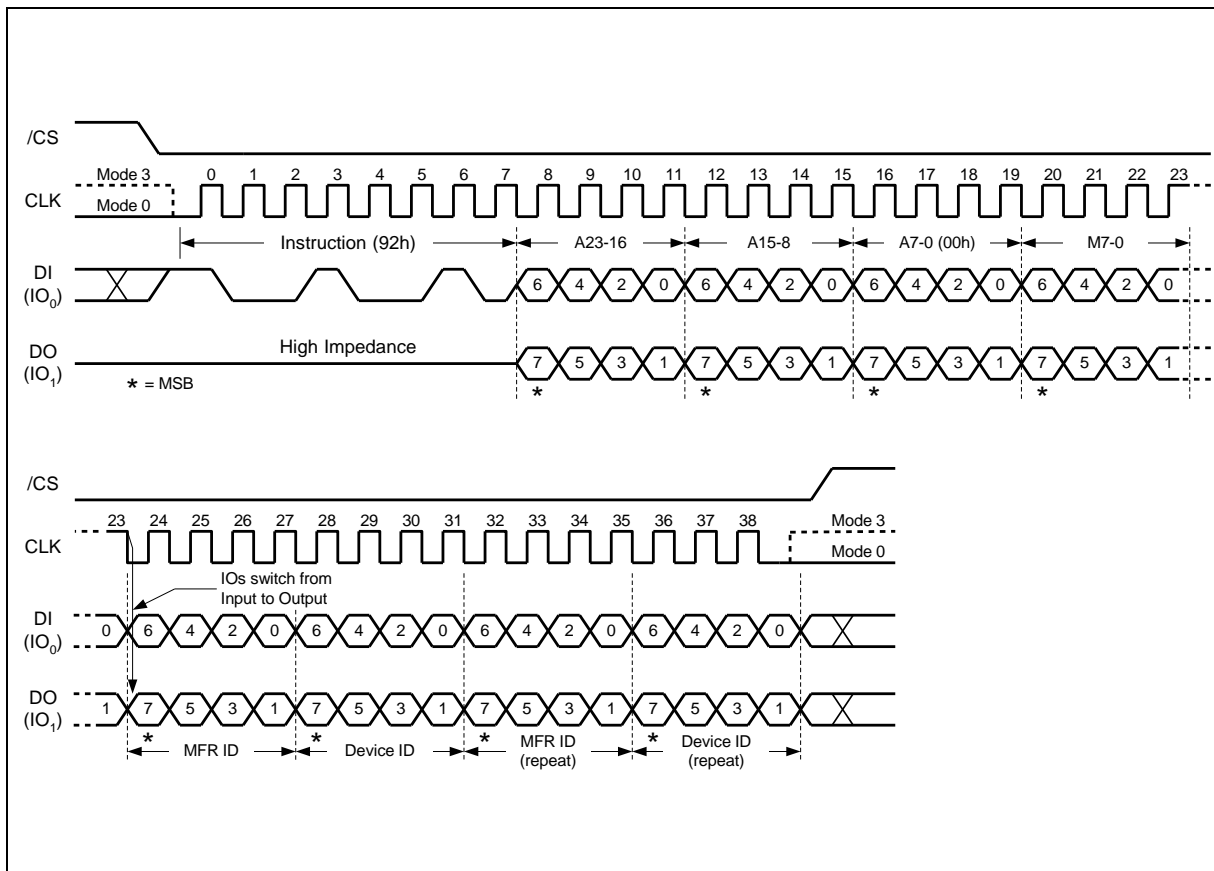 /CS
Mode 3 0 1 2 3 4 5 6 7 8 9 10 11 12 13 14 15 16 17 18 19 20 21 22 23
CLK Mode 0
Instruction (92h) A23-16 A15-8 A7-0 (00h) M7-0
DI
(IO0) 6 4 2 0 6 4 2 0 6 4 2 0 6 4 2 0
High Impedance
DO
(IO1) 7 5 3 1 7 5 3 1 7 5 3 1 7 5 3 1
* = MSB * * * *
/CS
23 24 25 26 27 28 29 30 31 32 33 34 35 36 37 38 Mode 3
CLK Mode 0
IOs switch from
Input to Output
DI
(IO0) 0 6 4 2 0 6 4 2 0 6 4 2 0 6 4 2 0
DO
(IO1) 1 7 5 3 1 7 5 3 1 7 5 3 1 7 5 3 1
* * * *
MFR ID Device ID MFR ID
(repeat) Device ID
(repeat)